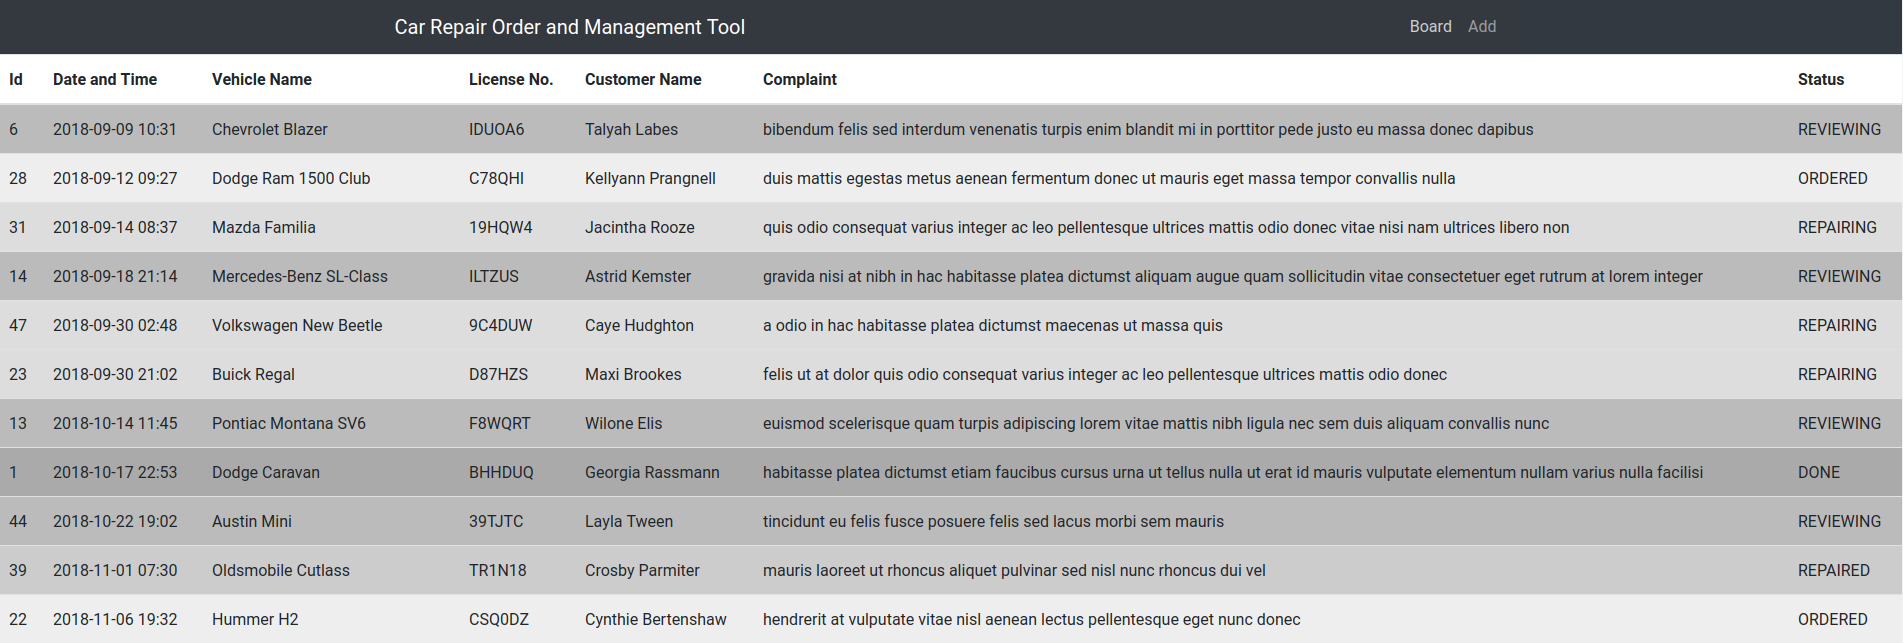 Car Repair Order and Management Tool Board Add
Id Date and Time Vehicle Name License No. Customer Name Complaint Status
6 2018-09-09 10:31 Chevrolet Blazer IDUOA6 Talyah Labes bibendum felis sed interdum venenatis turpis enim blandit mi in porttitor pede justo eu massa donec dapibus REVIEWING
28 2018-09-12 09:27 Dodge Ram 1500 Club C78QHI Kellyann Prangnell duis mattis egestas metus aenean fermentum donec ut mauris eget massa tempor convallis nulla ORDERED
31 2018-09-14 08:37 Mazda Familia 19HQW4 Jacintha Rooze quis odio consequat varius integer ac leo pellentesque ultrices mattis odio donec vitae nisi nam ultrices libero non REPAIRING
14 2018-09-18 21:14 Mercedes-Benz SL-Class ILTZUS Astrid Kemster gravida nisi at nibh in hac habitasse platea dictumst aliquam augue quam sollicitudin vitae consectetuer eget rutrum at lorem integer REVIEWING
47 2018-09-30 02:48 Volkswagen New Beetle 9C4DUW Caye Hudghton a odio in hac habitasse platea dictumst maecenas ut massa quis REPAIRING
23 2018-09-30 21:02 Buick Regal D87HZS Maxi Brookes felis ut at dolor quis odio consequat varius integer ac leo pellentesque ultrices mattis odio donec REPAIRING
13 2018-10-14 11:45 Pontiac Montana SV6 F8WQRT Wilone Elis euismod scelerisque quam turpis adipiscing lorem vitae mattis nibh ligula nec sem duis aliquam convallis nunc REVIEWING
1 2018-10-17 22:53 Dodge Caravan BHHDUQ Georgia Rassmann habitasse platea dictumst etiam faucibus cursus urna ut tellus nulla ut erat id mauris vulputate elementum nullam varius nulla facilisi DONE
44 2018-10-22 19:02 Austin Mini 39TJTC Layla Tween tincidunt eu felis fusce posuere felis sed lacus morbi sem mauris REVIEWING
39 2018-11-01 07:30 Oldsmobile Cutlass TR1N18 Crosby Parmiter mauris laoreet ut rhoncus aliquet pulvinar sed nisl nunc rhoncus dui vel REPAIRED
22 2018-11-06 19:32 Hummer H2 CSQ0DZ Cynthie Bertenshaw hendrerit at vulputate vitae nisl aenean lectus pellentesque eget nunc donec ORDERED